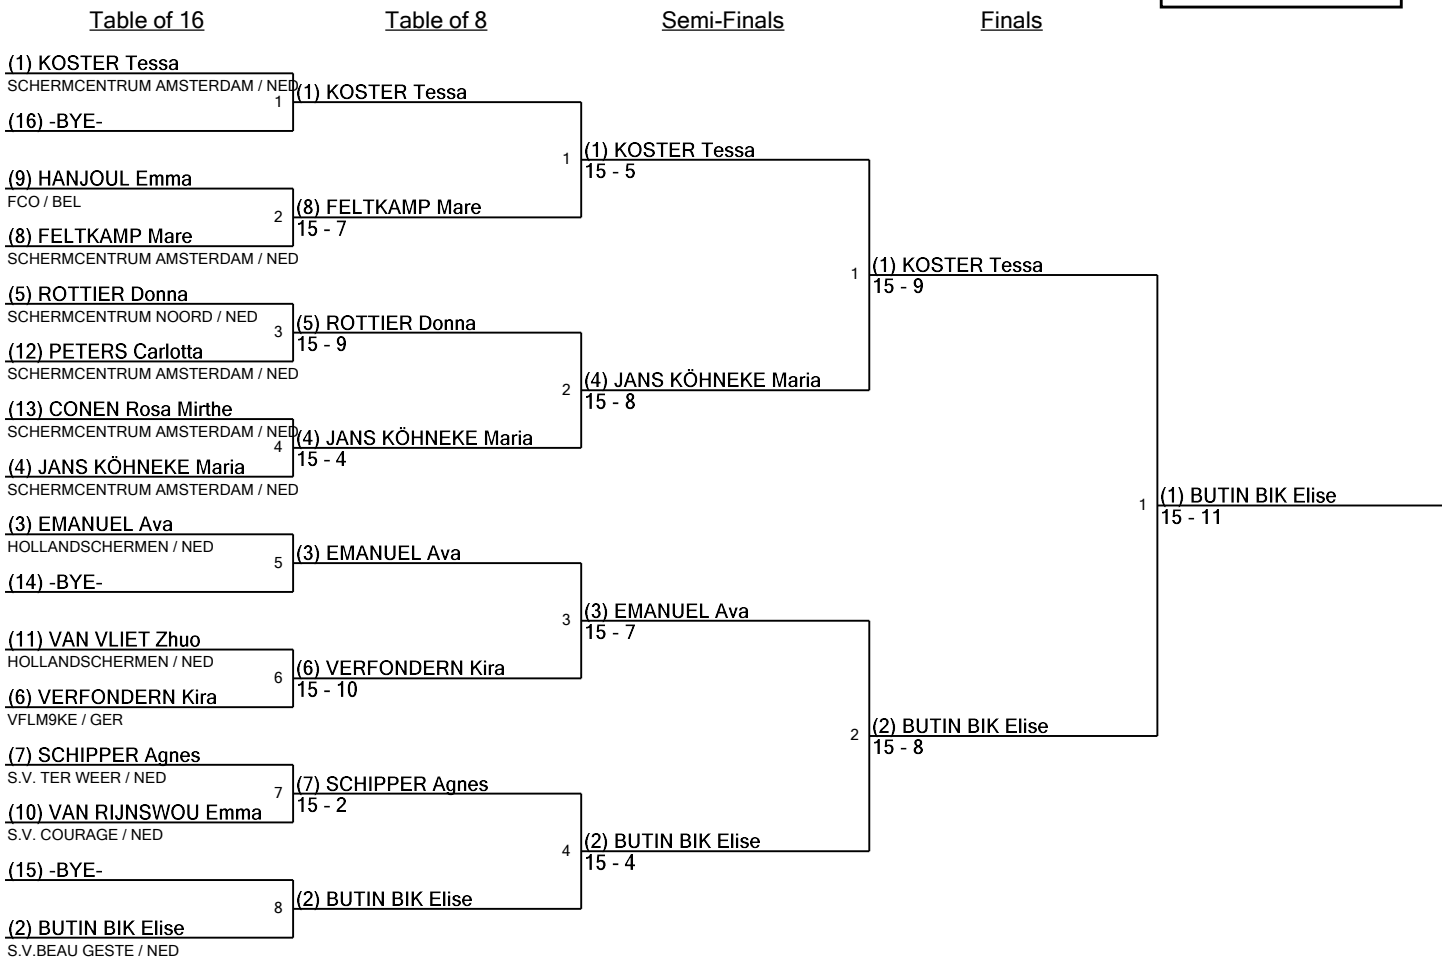 Table of 16
Table of 8
Semi-Finals
Finals
(1) KOSTER Tessa
SCHERMCENTRUM AMSTERDAM / NED
1
(16) -BYE-
(9) HANJOUL Emma
FCO / BEL
2
(8) FELTKAMP Mare
SCHERMCENTRUM AMSTERDAM / NED
(5) ROTTIER Donna
SCHERMCENTRUM NOORD / NED
3
(12) PETERS Carlotta
SCHERMCENTRUM AMSTERDAM / NED
(13) CONEN Rosa Mirthe
SCHERMCENTRUM AMSTERDAM / NED
4
(4) JANS KÖHNEKE Maria
SCHERMCENTRUM AMSTERDAM / NED
(3) EMANUEL Ava
HOLLANDSCHERMEN / NED
5
(14) -BYE-
(11) VAN VLIET Zhuo
HOLLANDSCHERMEN / NED
6
(6) VERFONDERN Kira
VFLM9KE / GER
(7) SCHIPPER Agnes
S.V. TER WEER / NED
7
(10) VAN RIJNSWOU Emma
S.V. COURAGE / NED
(15) -BYE-
8
(2) BUTIN BIK Elise
S.V.BEAU GESTE / NED
(1) KOSTER Tessa
1
(8) FELTKAMP Mare
15 - 7
(5) ROTTIER Donna
15 - 9
2
(4) JANS KÖHNEKE Maria
15 - 4
(3) EMANUEL Ava
3
(6) VERFONDERN Kira
15 - 10
(7) SCHIPPER Agnes
15 - 2
4
(2) BUTIN BIK Elise
(1) KOSTER Tessa
15 - 5
1
(4) JANS KÖHNEKE Maria
15 - 8
(3) EMANUEL Ava
15 - 7
2
(2) BUTIN BIK Elise
15 - 4
(1) KOSTER Tessa
15 - 9
1
(2) BUTIN BIK Elise
15 - 8
(1) BUTIN BIK Elise
15 - 11